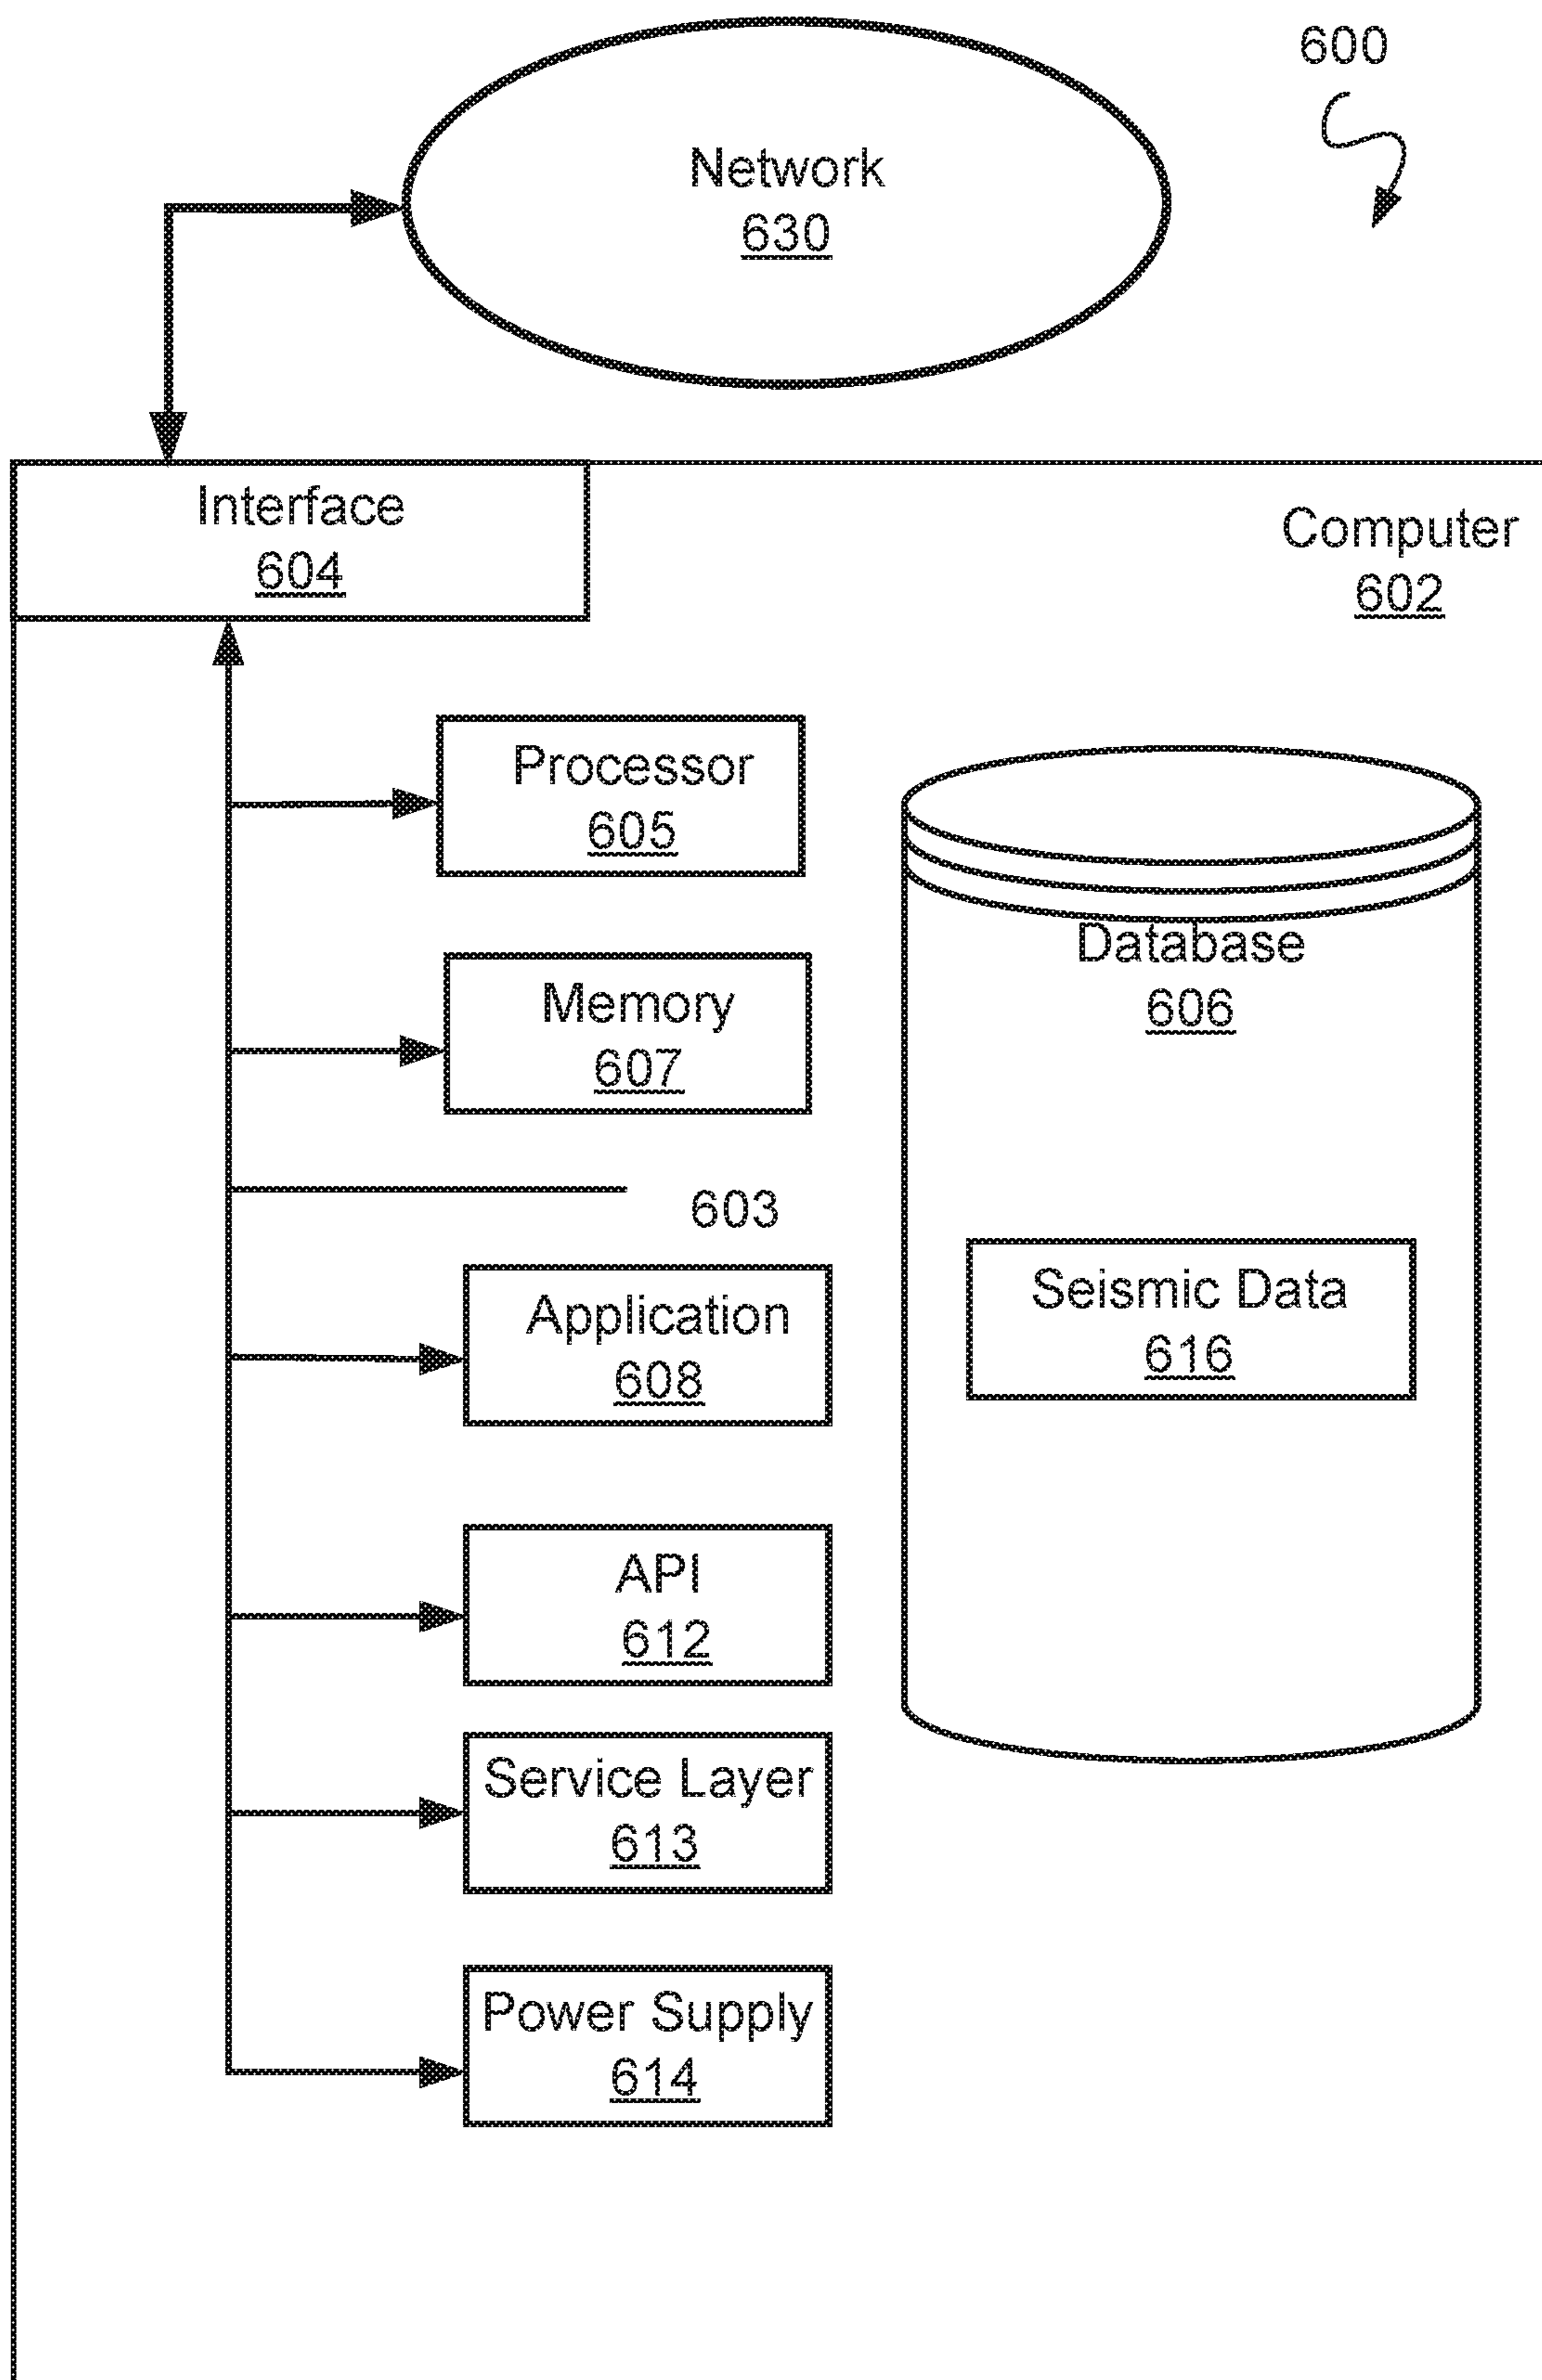 600
Network
630
Interface
604
Computer
602
Processor
605
Database
606
Memory
607
603
Application
608
Seismic Data
616
API
612
Service Layer
613
Power Supply
614